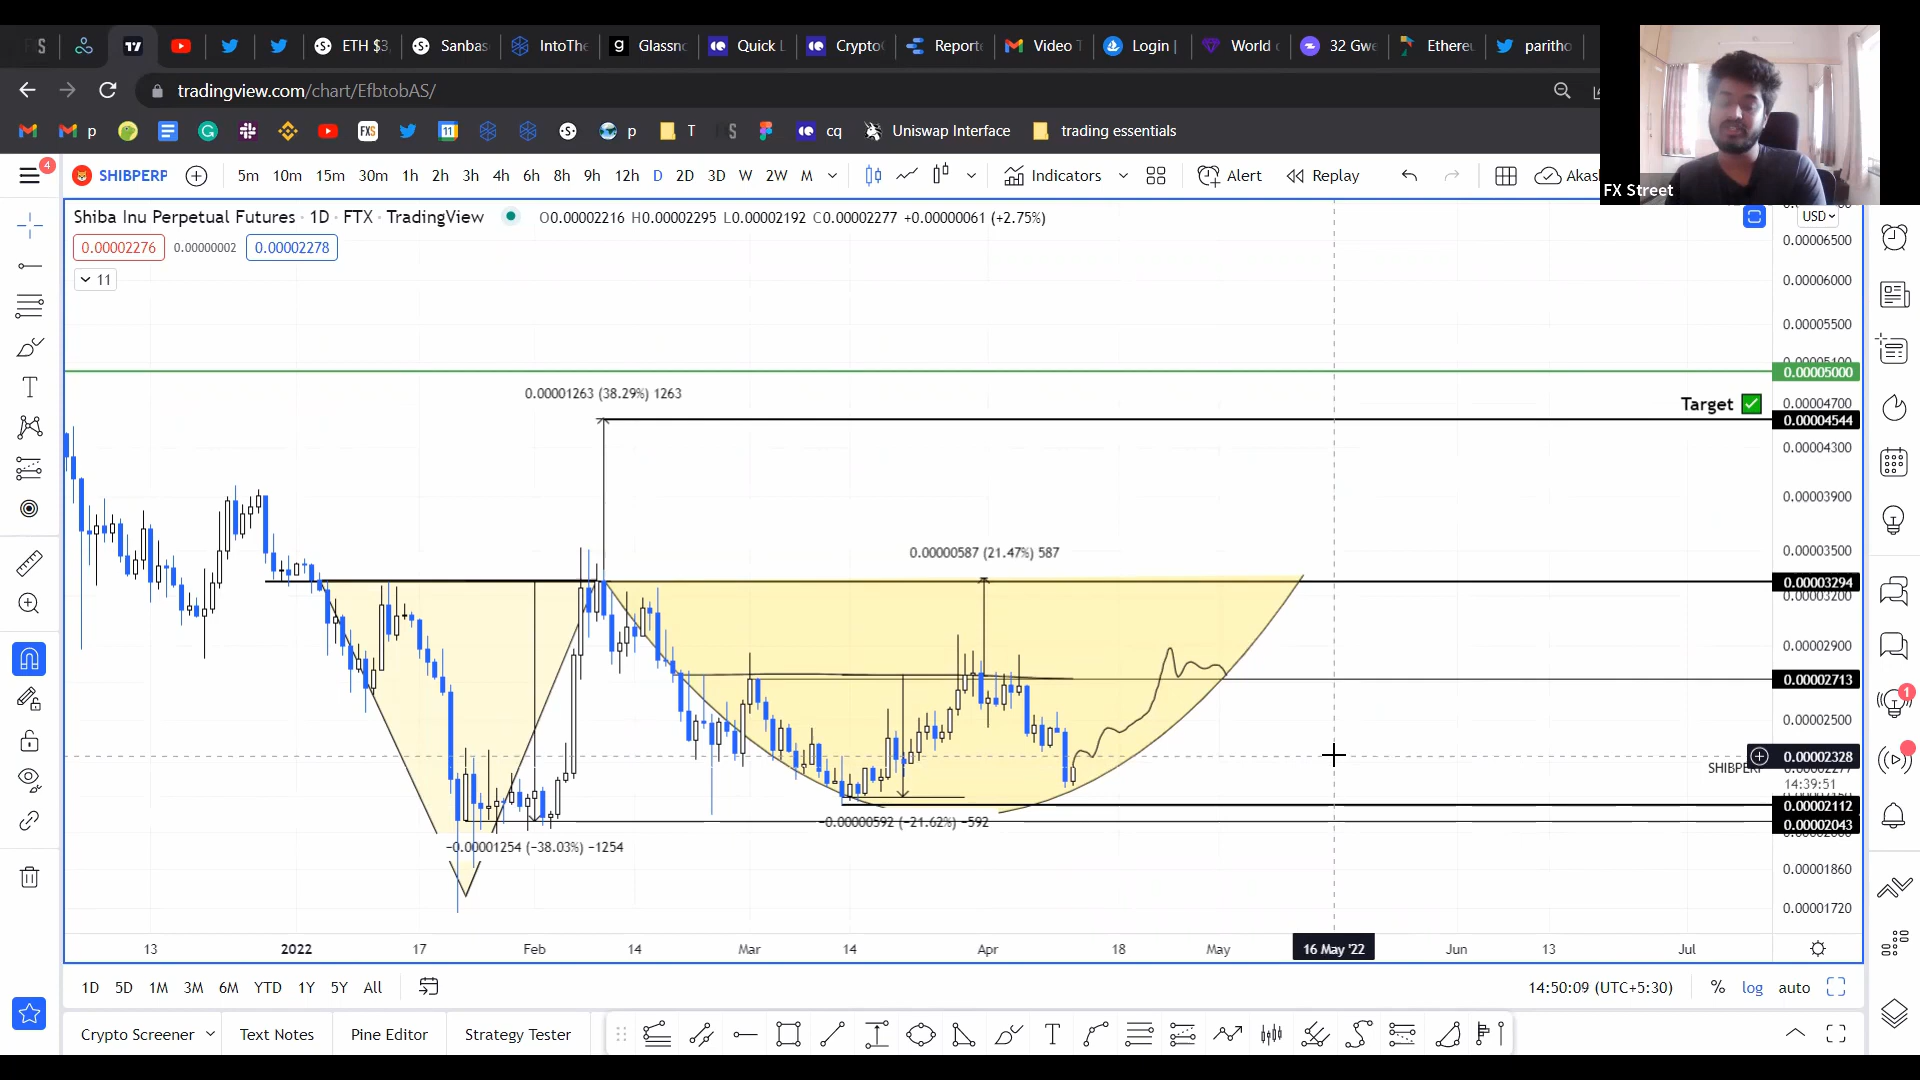 ETH $3
Sanbas
IntoThe
Glassno
Quick L
Crypto
Reporte
Video T
Login |
World c
32 Gwe
Ethere
paritho
tradingview.com/chart/EfbtobAS/
p
T
p
cq
Uniswap Interface
trading essentials
FX Street
4
SHIBPERP
5m 10m 15m 30m 1h 2h 3h 4h 6h 8h 9h 12h D 2D 3D W 2W M
Indicators
Alert
Replay
Akas
Shiba Inu Perpetual Futures · 1D · FTX · TradingView
O0.00002216 H0.00002295 L0.00002192 C0.00002277 +0.00000061 (+2.75%)
USD
0.00002276
0.00000002
0.00002278
11
0.00006500
0.00006000
0.00005500
0.00005000
0.00001263 (38.29%) 1263
Target
0.00004700
0.00004544
0.00004300
0.00003900
0.00000587 (21.47%) 587
0.00003500
0.00003294
0.00003200
0.00002900
0.00002713
0.00002500
0.00002328
SHIBPERP
14:39:51
0.00002112
-0.00000592 (-21.62%) -592
0.00002043
-0.00001254 (-38.03%) -1254
0.00001860
0.00001720
13 2022 17 Feb 14 Mar 14 Apr 18 May 16 May '22 Jun 13 Jul
1D 5D 1M 3M 6M YTD 1Y 5Y All
14:50:09 (UTC+5:30)
% log auto
Crypto Screener
Text Notes
Pine Editor
Strategy Tester
1